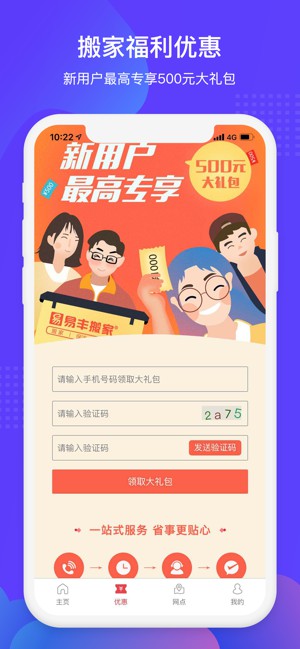 搬家福利优惠
新用户最高专享500元大礼包
10:22
4G
新用户
最高专享
500元
大礼包
¥500
1000
易丰搬家
请输入手机号码领取大礼包
请输入验证码
2a75
请输入验证码
发送验证码
领取大礼包
一站式服务 省事更贴心
主页
优惠
网点
我的